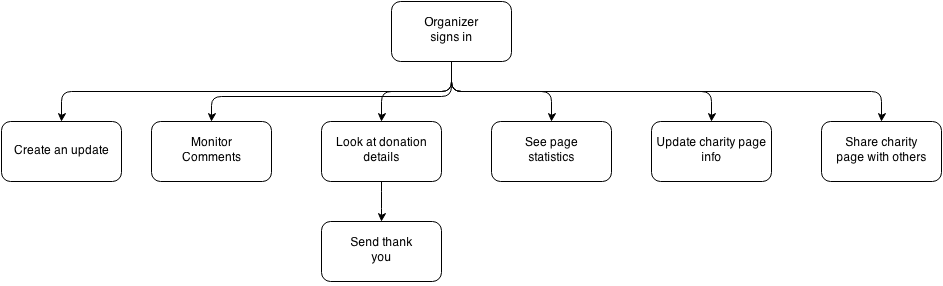 Organizer
signs in
Create an update
Monitor
Comments
Look at donation
details
See page
statistics
Update charity page
info
Share charity
page with others
Send thank
you